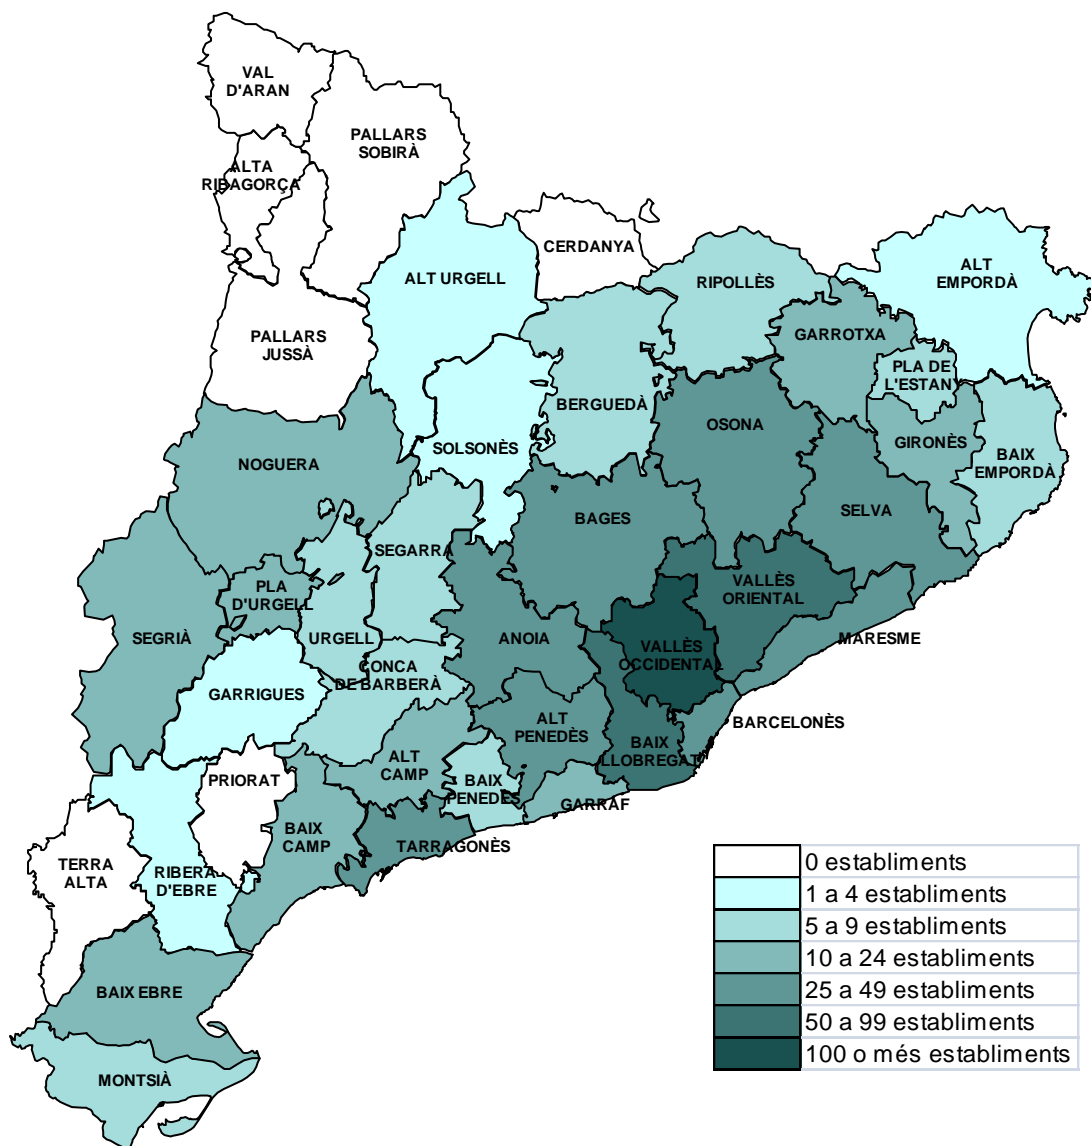 VAL
D'ARAN
PALLARS
SOBIRÀ
ALTA
RIBAGORÇA
CERDANYA
ALT URGELL
RIPOLLÈS
ALT
EMPORDÀ
PALLARS
JUSSÀ
GARROTXA
PLA DE
L'ESTANY
BERGUEDÀ
OSONA
SOLSONÈS
GIRONÈS
BAIX
EMPORDÀ
NOGUERA
BAGES
SELVA
SEGARRA
PLA
D'URGELL
VALLÈS
ORIENTAL
SEGRIÀ
URGELL
ANOIA
VALLÈS
OCCIDENTAL
MARESME
CONCA
DE BARBERÀ
GARRIGUES
BARCELONÈS
ALT
PENEDÈS
BAIX
LLOBREGAT
ALT
CAMP
PRIORAT
BAIX
PENEDÈS
GARRAF
BAIX
CAMP
TARRAGONÈS
TERRA
ALTA
RIBERA
D'EBRE
BAIX EBRE
MONTSIÀ
0 establiments
1 a 4 establiments
5 a 9 establiments
10 a 24 establiments
25 a 49 establiments
50 a 99 establiments
100 o més establiments